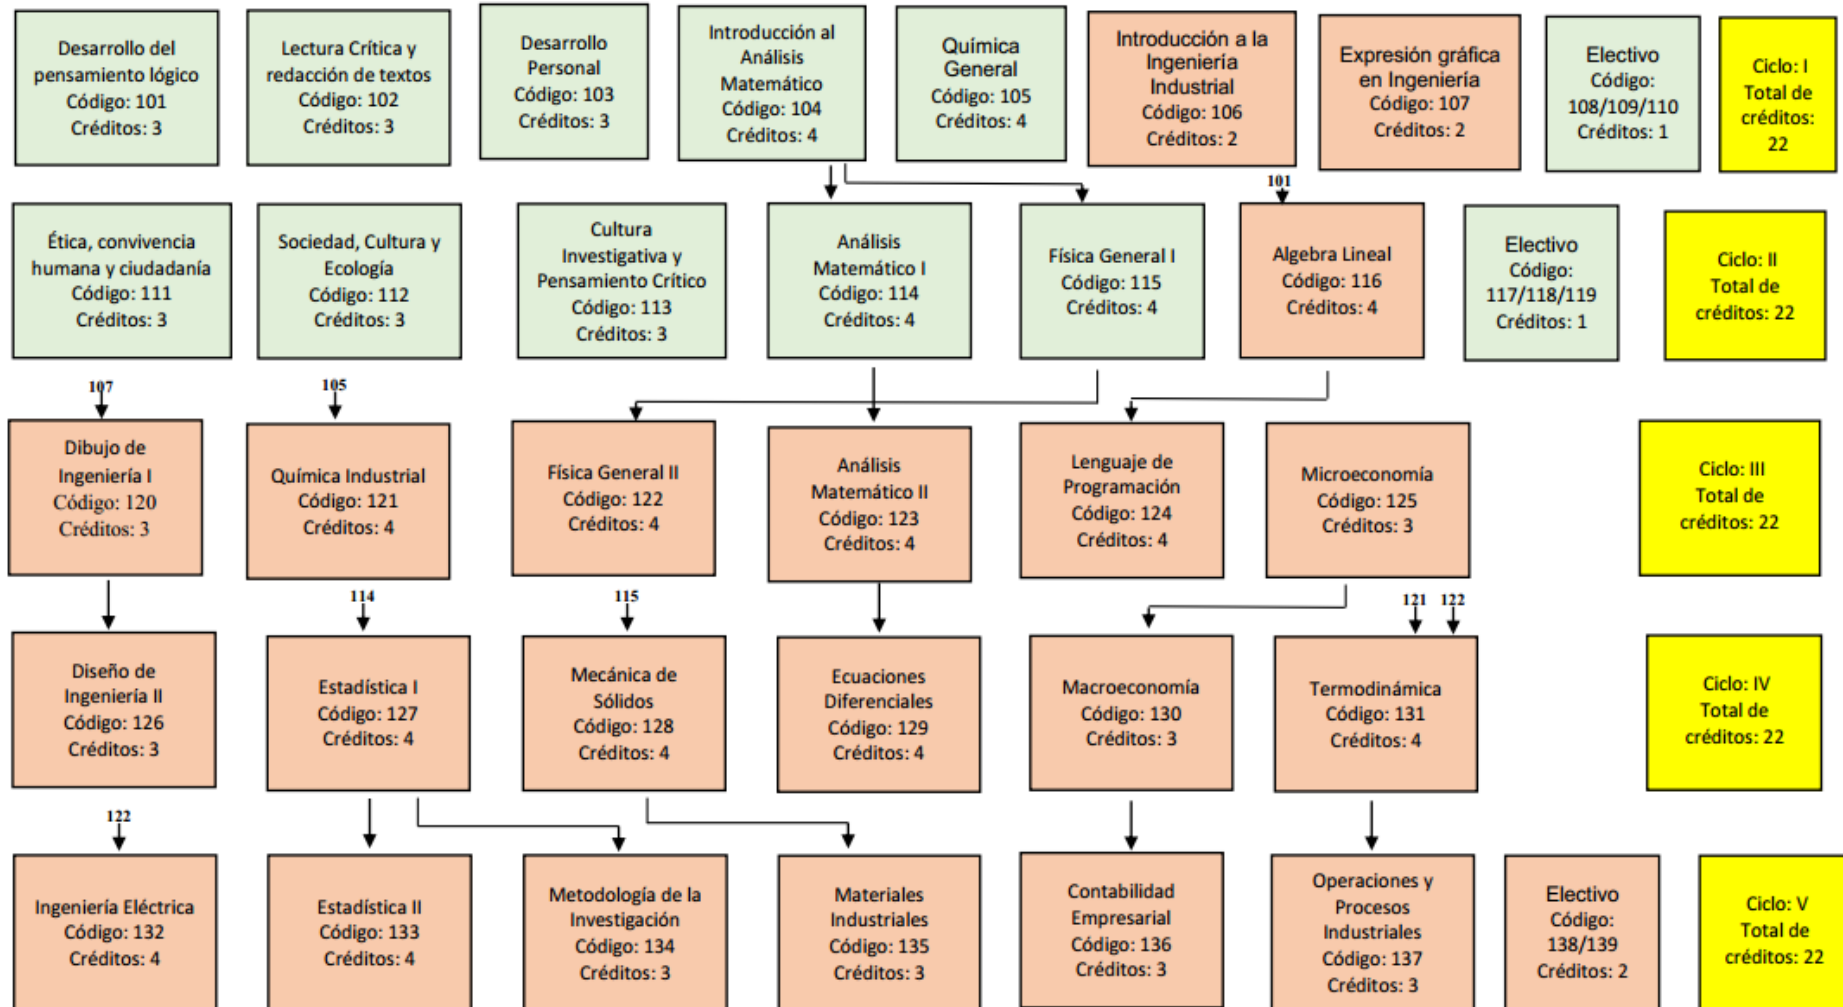 Desarrollo del
pensamiento lógico
Código: 101
Créditos: 3
Lectura Crítica y
redacción de textos
Código: 102
Créditos: 3
Desarrollo
Personal
Código: 103
Créditos: 3
Introducción al
Análisis
Matemático
Código: 104
Créditos: 4
Química
General
Código: 105
Créditos: 4
Introducción a la
Ingeniería
Industrial
Código: 106
Créditos: 2
Expresión gráfica
en Ingeniería
Código: 107
Créditos: 2
Electivo
Código:
108/109/110
Créditos: 1
Ciclo: I
Total de
créditos:
22
101
Ética, convivencia
humana y ciudadanía
Código: 111
Créditos: 3
Sociedad, Cultura y
Ecología
Código: 112
Créditos: 3
Cultura
Investigativa y
Pensamiento Crítico
Código: 113
Créditos: 3
Análisis
Matemático I
Código: 114
Créditos: 4
Física General I
Código: 115
Créditos: 4
Algebra Lineal
Código: 116
Créditos: 4
Electivo
Código:
117/118/119
Créditos: 1
Ciclo: II
Total de
créditos: 22
107
105
Dibujo de
Ingeniería I
Código: 120
Créditos: 3
Química Industrial
Código: 121
Créditos: 4
Física General II
Código: 122
Créditos: 4
Análisis
Matemático II
Código: 123
Créditos: 4
Lenguaje de
Programación
Código: 124
Créditos: 4
Microeconomía
Código: 125
Créditos: 3
Ciclo: III
Total de
créditos: 22
114
115
121 122
Diseño de
Ingeniería II
Código: 126
Créditos: 3
Estadística I
Código: 127
Créditos: 4
Mecánica de
Sólidos
Código: 128
Créditos: 4
Ecuaciones
Diferenciales
Código: 129
Créditos: 4
Macroeconomía
Código: 130
Créditos: 3
Termodinámica
Código: 131
Créditos: 4
Ciclo: IV
Total de
créditos: 22
122
Ingeniería Eléctrica
Código: 132
Créditos: 4
Estadística II
Código: 133
Créditos: 4
Metodología de la
Investigación
Código: 134
Créditos: 3
Materiales
Industriales
Código: 135
Créditos: 3
Contabilidad
Empresarial
Código: 136
Créditos: 3
Operaciones y
Procesos
Industriales
Código: 137
Créditos: 3
Electivo
Código:
138/139
Créditos: 2
Ciclo: V
Total de
créditos: 22